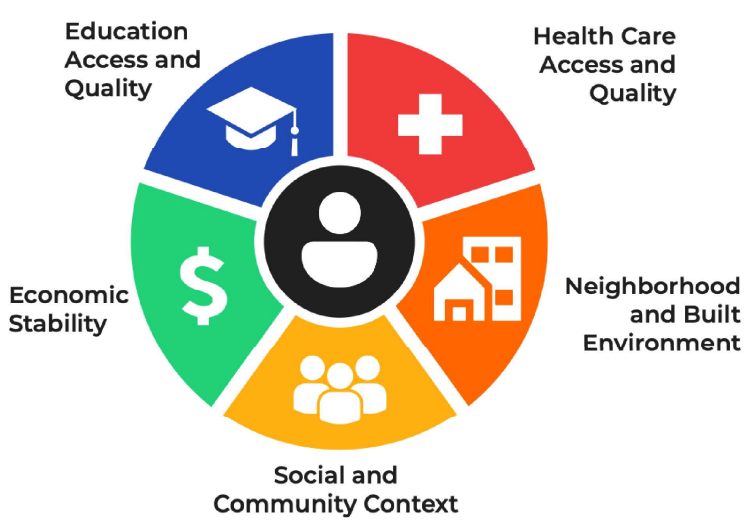 Education
Access and
Quality
Health Care
Access and
Quality
Economic
Stability
$
Neighborhood
and Built
Environment
Social and
Community Context